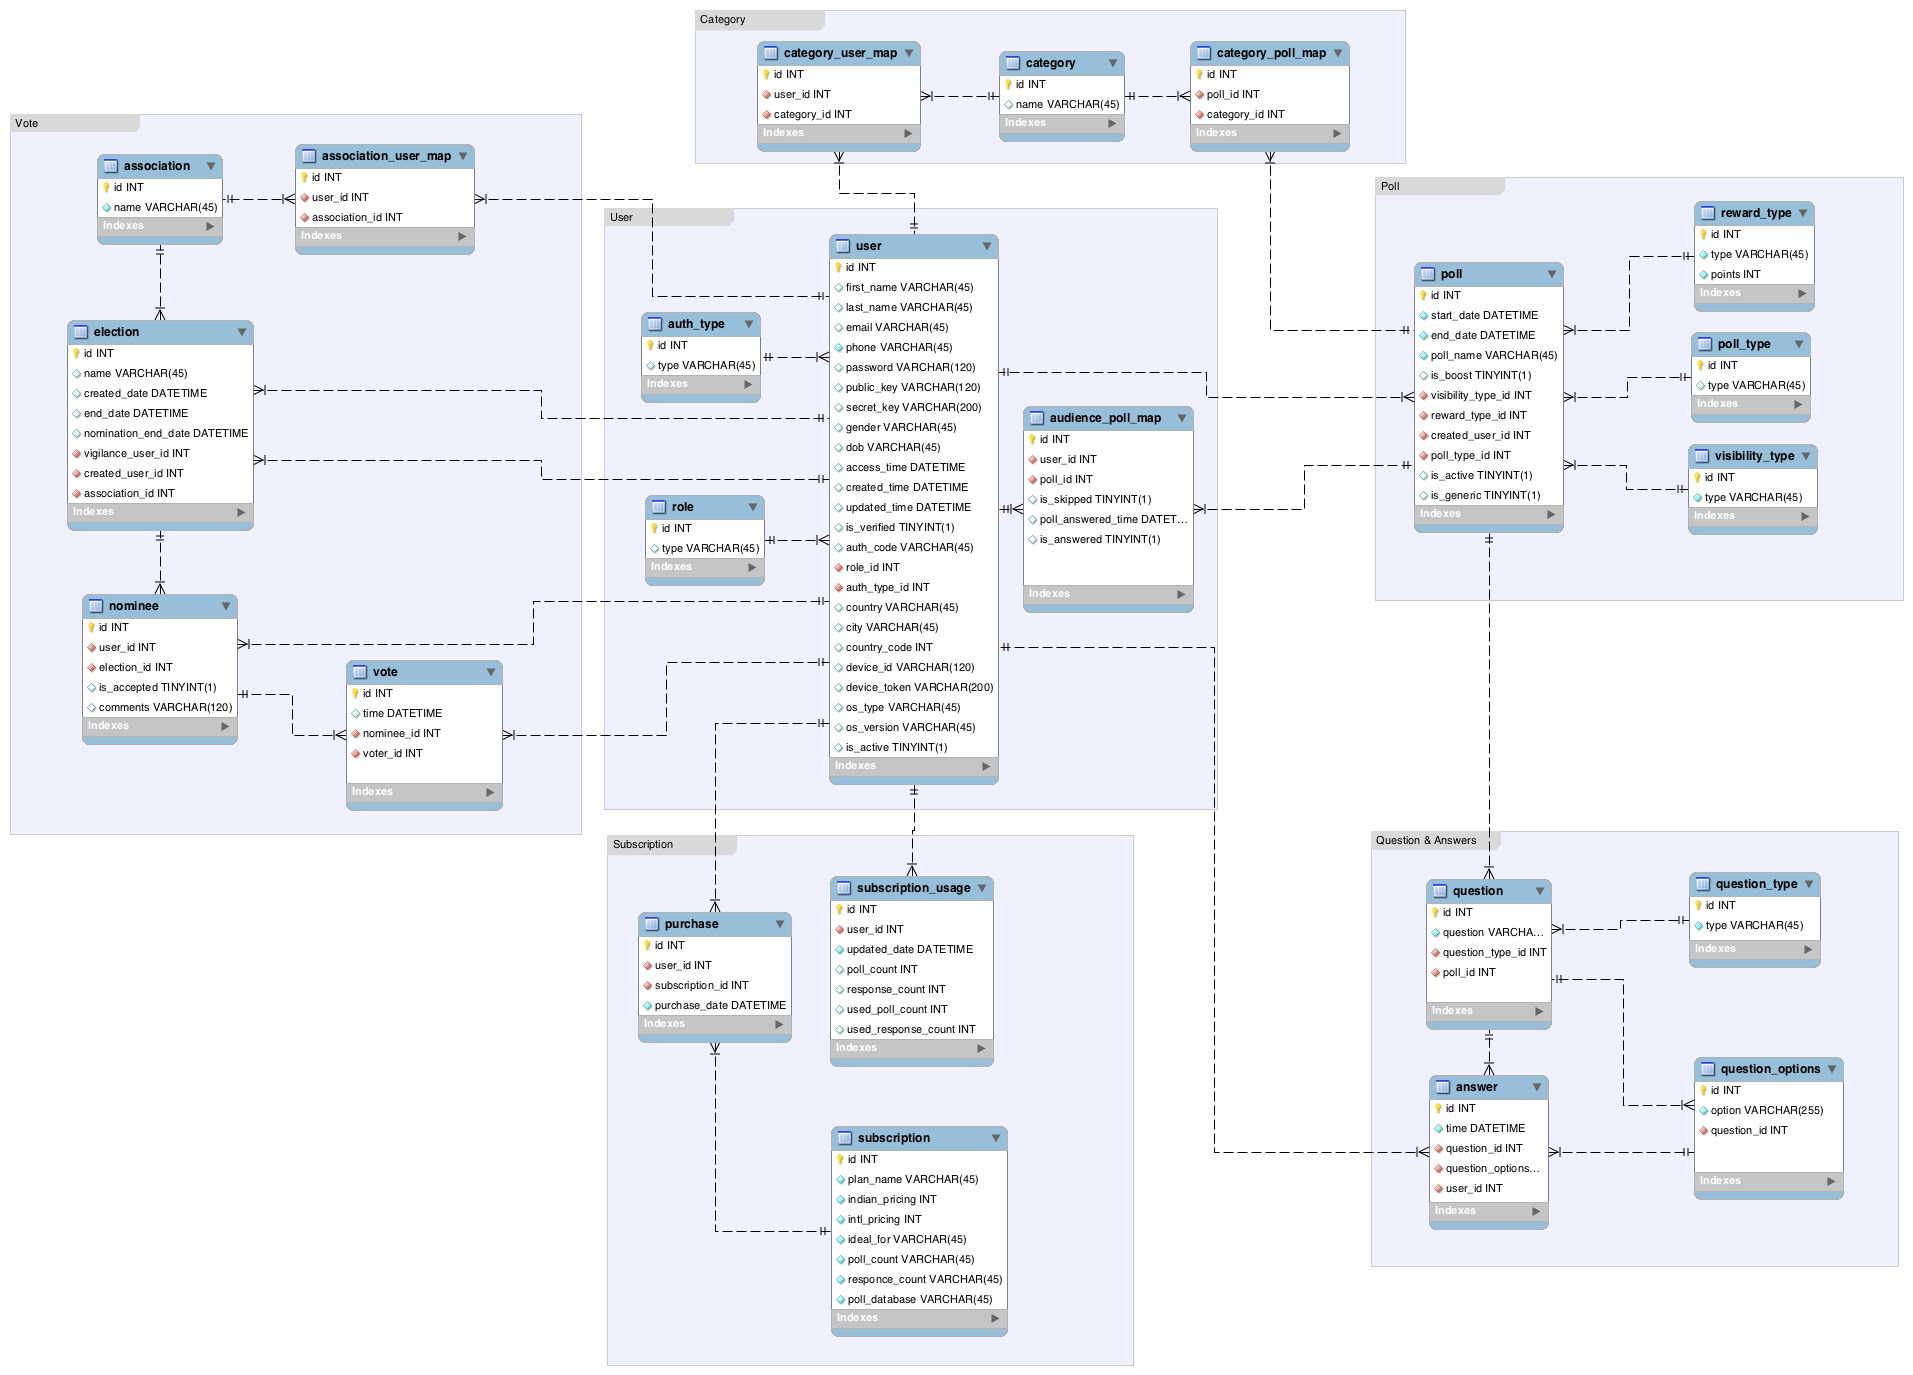 Category
category_user_map
id INT
user_id INT
category_id INT
Indexes
category
id INT
name VARCHAR(45)
Indexes
category_poll_map
id INT
poll_id INT
category_id INT
Indexes
Vote
association
id INT
name VARCHAR(45)
Indexes
association_user_map
id INT
user_id INT
association_id INT
Indexes
election
id INT
name VARCHAR(45)
created_date DATETIME
end_date DATETIME
nomination_end_date DATETIME
vigilance_user_id INT
created_user_id INT
association_id INT
Indexes
nominee
id INT
user_id INT
election_id INT
is_accepted TINYINT(1)
comments VARCHAR(120)
Indexes
vote
id INT
time DATETIME
nominee_id INT
voter_id INT
Indexes
User
user
id INT
first_name VARCHAR(45)
last_name VARCHAR(45)
email VARCHAR(45)
phone VARCHAR(45)
password VARCHAR(120)
public_key VARCHAR(120)
secret_key VARCHAR(200)
gender VARCHAR(45)
dob VARCHAR(45)
access_time DATETIME
created_time DATETIME
updated_time DATETIME
is_verified TINYINT(1)
auth_code VARCHAR(45)
role_id INT
auth_type_id INT
country VARCHAR(45)
city VARCHAR(45)
country_code INT
device_id VARCHAR(120)
device_token VARCHAR(200)
os_type VARCHAR(45)
os_version VARCHAR(45)
is_active TINYINT(1)
Indexes
auth_type
id INT
type VARCHAR(45)
Indexes
role
id INT
type VARCHAR(45)
Indexes
audience_poll_map
id INT
user_id INT
poll_id INT
is_skipped TINYINT(1)
poll_answered_time DATET...
is_answered TINYINT(1)
Indexes
Poll
poll
id INT
start_date DATETIME
end_date DATETIME
poll_name VARCHAR(45)
is_boost TINYINT(1)
visibility_type_id INT
reward_type_id INT
created_user_id INT
poll_type_id INT
is_active TINYINT(1)
is_generic TINYINT(1)
Indexes
reward_type
id INT
type VARCHAR(45)
points INT
Indexes
poll_type
id INT
type VARCHAR(45)
Indexes
visibility_type
id INT
type VARCHAR(45)
Indexes
Subscription
purchase
id INT
user_id INT
subscription_id INT
purchase_date DATETIME
Indexes
subscription_usage
id INT
user_id INT
updated_date DATETIME
poll_count INT
response_count INT
used_poll_count INT
used_response_count INT
Indexes
subscription
id INT
plan_name VARCHAR(45)
indian_pricing INT
intl_pricing INT
ideal_for VARCHAR(45)
poll_count VARCHAR(45)
responce_count VARCHAR(45)
poll_database VARCHAR(45)
Indexes
Question & Answers
question
id INT
question VARCHA...
question_type_id INT
poll_id INT
Indexes
question_type
id INT
type VARCHAR(45)
Indexes
answer
id INT
time DATETIME
question_id INT
question_options...
user_id INT
Indexes
question_options
id INT
option VARCHAR(255)
question_id INT
Indexes